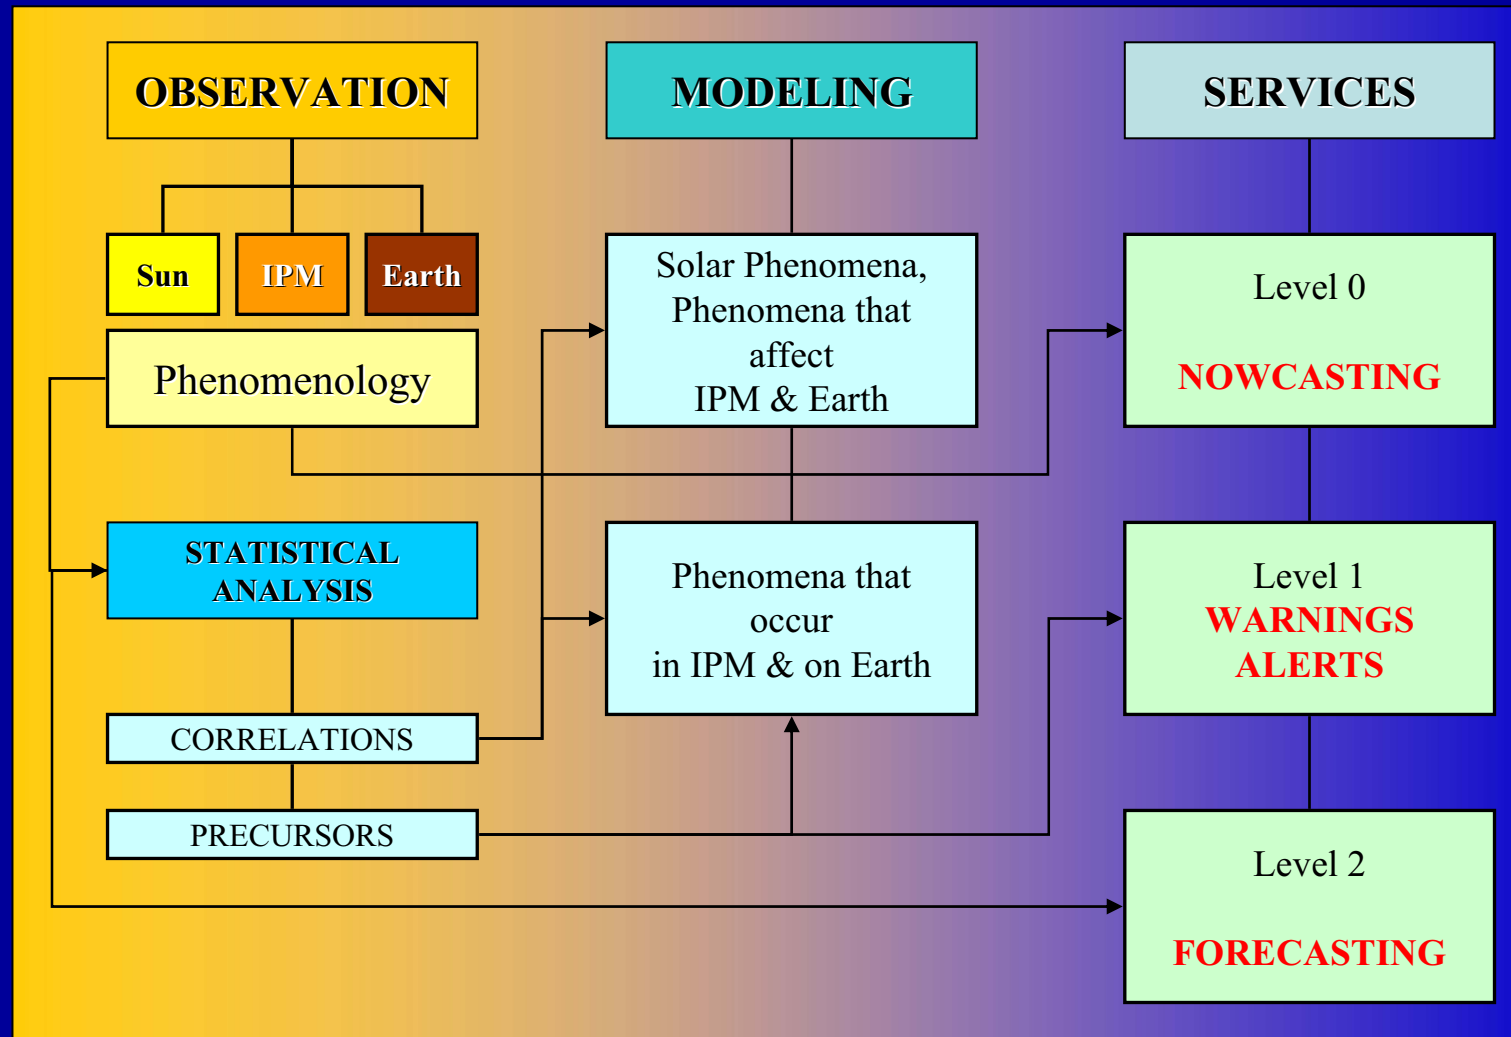 OBSERVATION
MODELING
SERVICES
Sun
IPM
Earth
Phenomenology
STATISTICAL
ANALYSIS
CORRELATIONS
PRECURSORS
Solar Phenomena,
Phenomena that
affect
IPM & Earth
Phenomena that
occur
in IPM & on Earth
Level 0
NOWCASTING
Level 1
WARNINGS
ALERTS
Level 2
FORECASTING